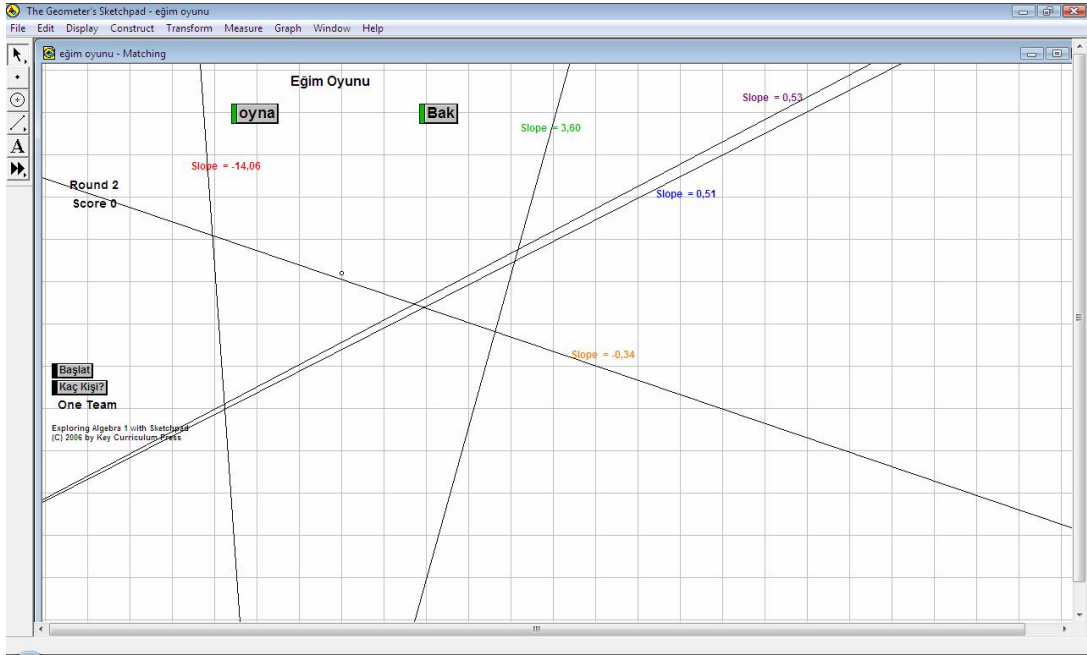 The Geometer's Sketchpad - eğim oyunu
File Edit Display Construct Transform Measure Graph Window Help
eğim oyunu - Matching
A
Eğim Oyunu
oyna
Bak
Slope = 0,53
Slope = 3,60
Slope = -14,06
Round 2
Slope = 0,51
Score 0
Slope = -0,34
Başlat
Kaç Kişi?
One Team
Exploring Algebra 1 with Sketchpad
(C) 2006 by Key Curriculum Press